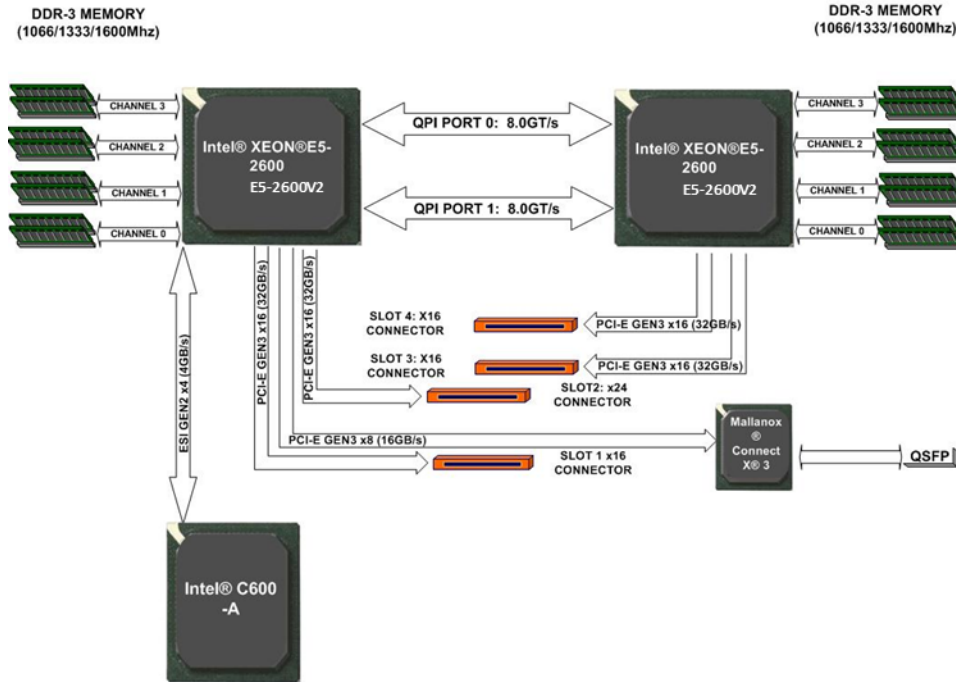 DDR-3 MEMORY
(1066/1333/1600Mhz)
DDR-3 MEMORY
(1066/1333/1600Mhz)
CHANNEL 3
CHANNEL 2
CHANNEL 1
CHANNEL 0
Intel® XEON®E5-
2600
E5-2600V2
QPI PORT 0: 8.0GT/s
QPI PORT 1: 8.0GT/s
Intel® XEON®E5-
2600
E5-2600V2
CHANNEL 3
CHANNEL 2
CHANNEL 1
CHANNEL 0
ESI GEN2 x4 (4GB/s)
PCI-E GEN3 x16 (32GB/s)
PCI-E GEN3 x16 (32GB/s)
SLOT 4: X16
CONNECTOR
PCI-E GEN3 x16 (32GB/s)
SLOT 3: X16
CONNECTOR
PCI-E GEN3 x16 (32GB/s)
SLOT2: x24
CONNECTOR
PCI-E GEN3 x8 (16GB/s)
SLOT 1 x16
CONNECTOR
Mallanox
®
Connect
X® 3
QSFP
Intel® C600
-A